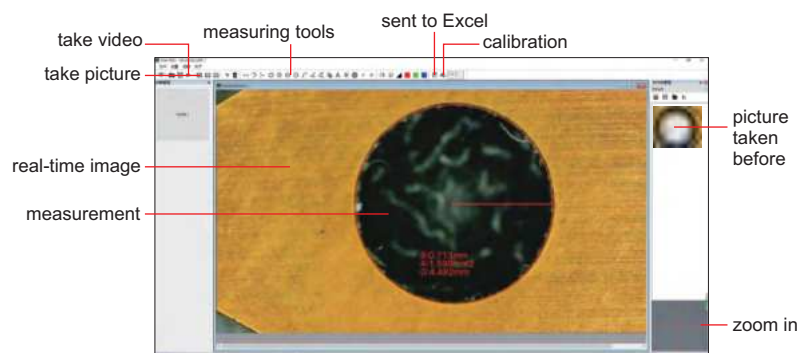 sent to Excel
take video
measuring tools
calibration
take picture
picture
taken
before
real-time image
measurement
zoom in